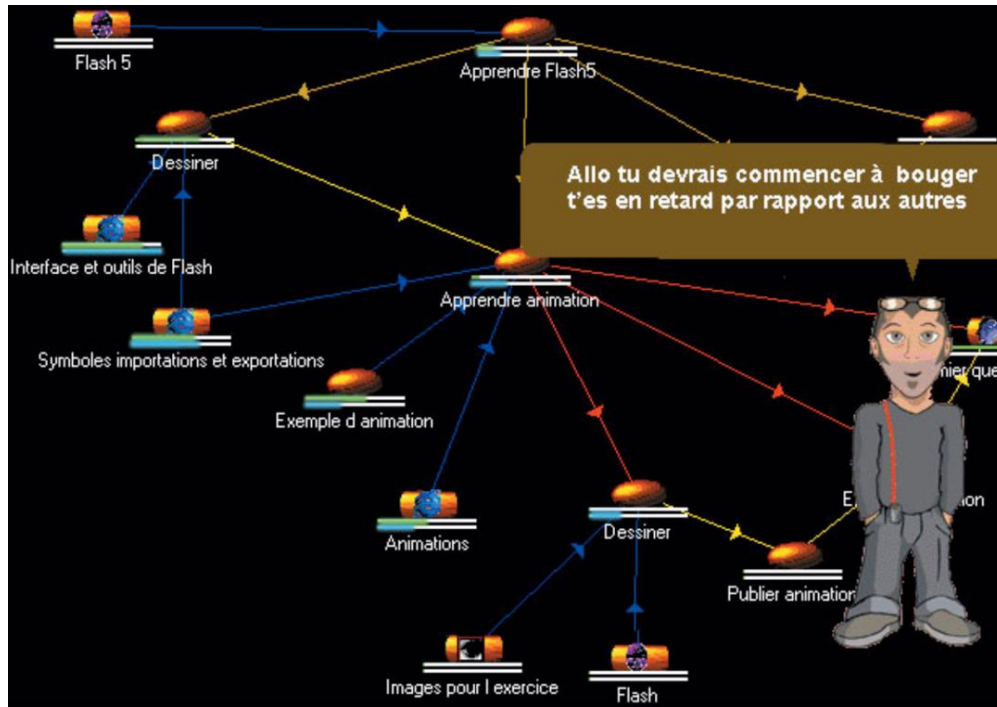 Flash 5
Apprendre Flash5
Dessiner
Allo tu devrais commencer à bouger
t'es en retard par rapport aux autres
Interface et outils de Flash
Apprendre animation
Symboles importations et exportations
Exemple d animation
Animations
Dessiner
Publier animation
Images pour l exercice
Flash